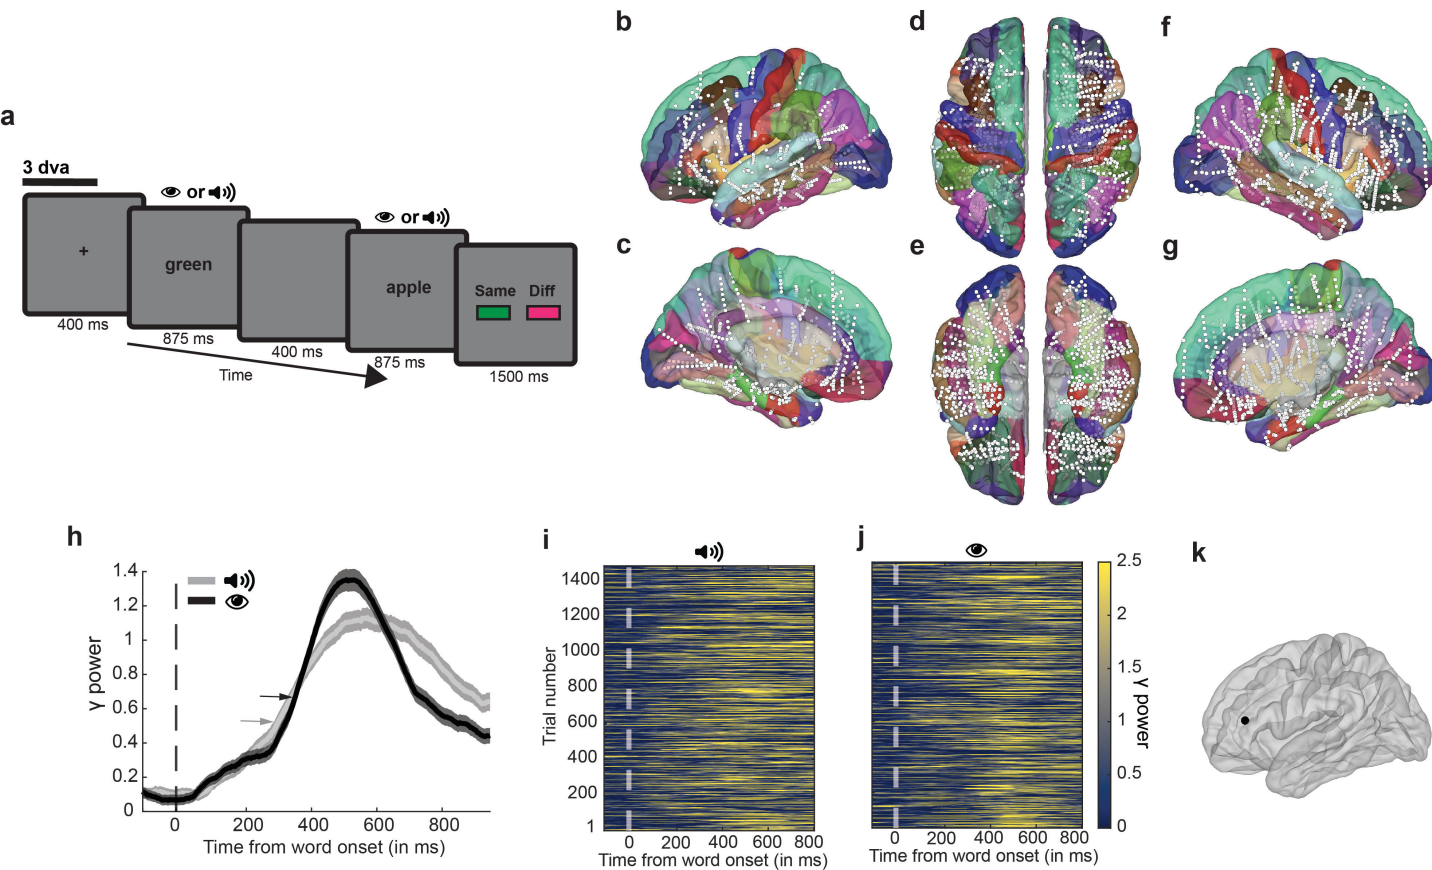 a
3 dva
or
+
400 ms
green
875 ms
400 ms
or
apple
875 ms
Same Diff
1500 ms
Time
b
c
d
e
f
g
h
γ power
1.4
1.2
1
0.8
0.6
0.4
0.2
0
0 200 400 600 800
Time from word onset (in ms)
i
Trial number
1400
1200
1000
800
600
400
200
1
0 200 400 600 800
Time from word onset (in ms)
j
0 200 400 600 800
Time from word onset (in ms)
2.5
2
1.5
1
0.5
0
γ power
k